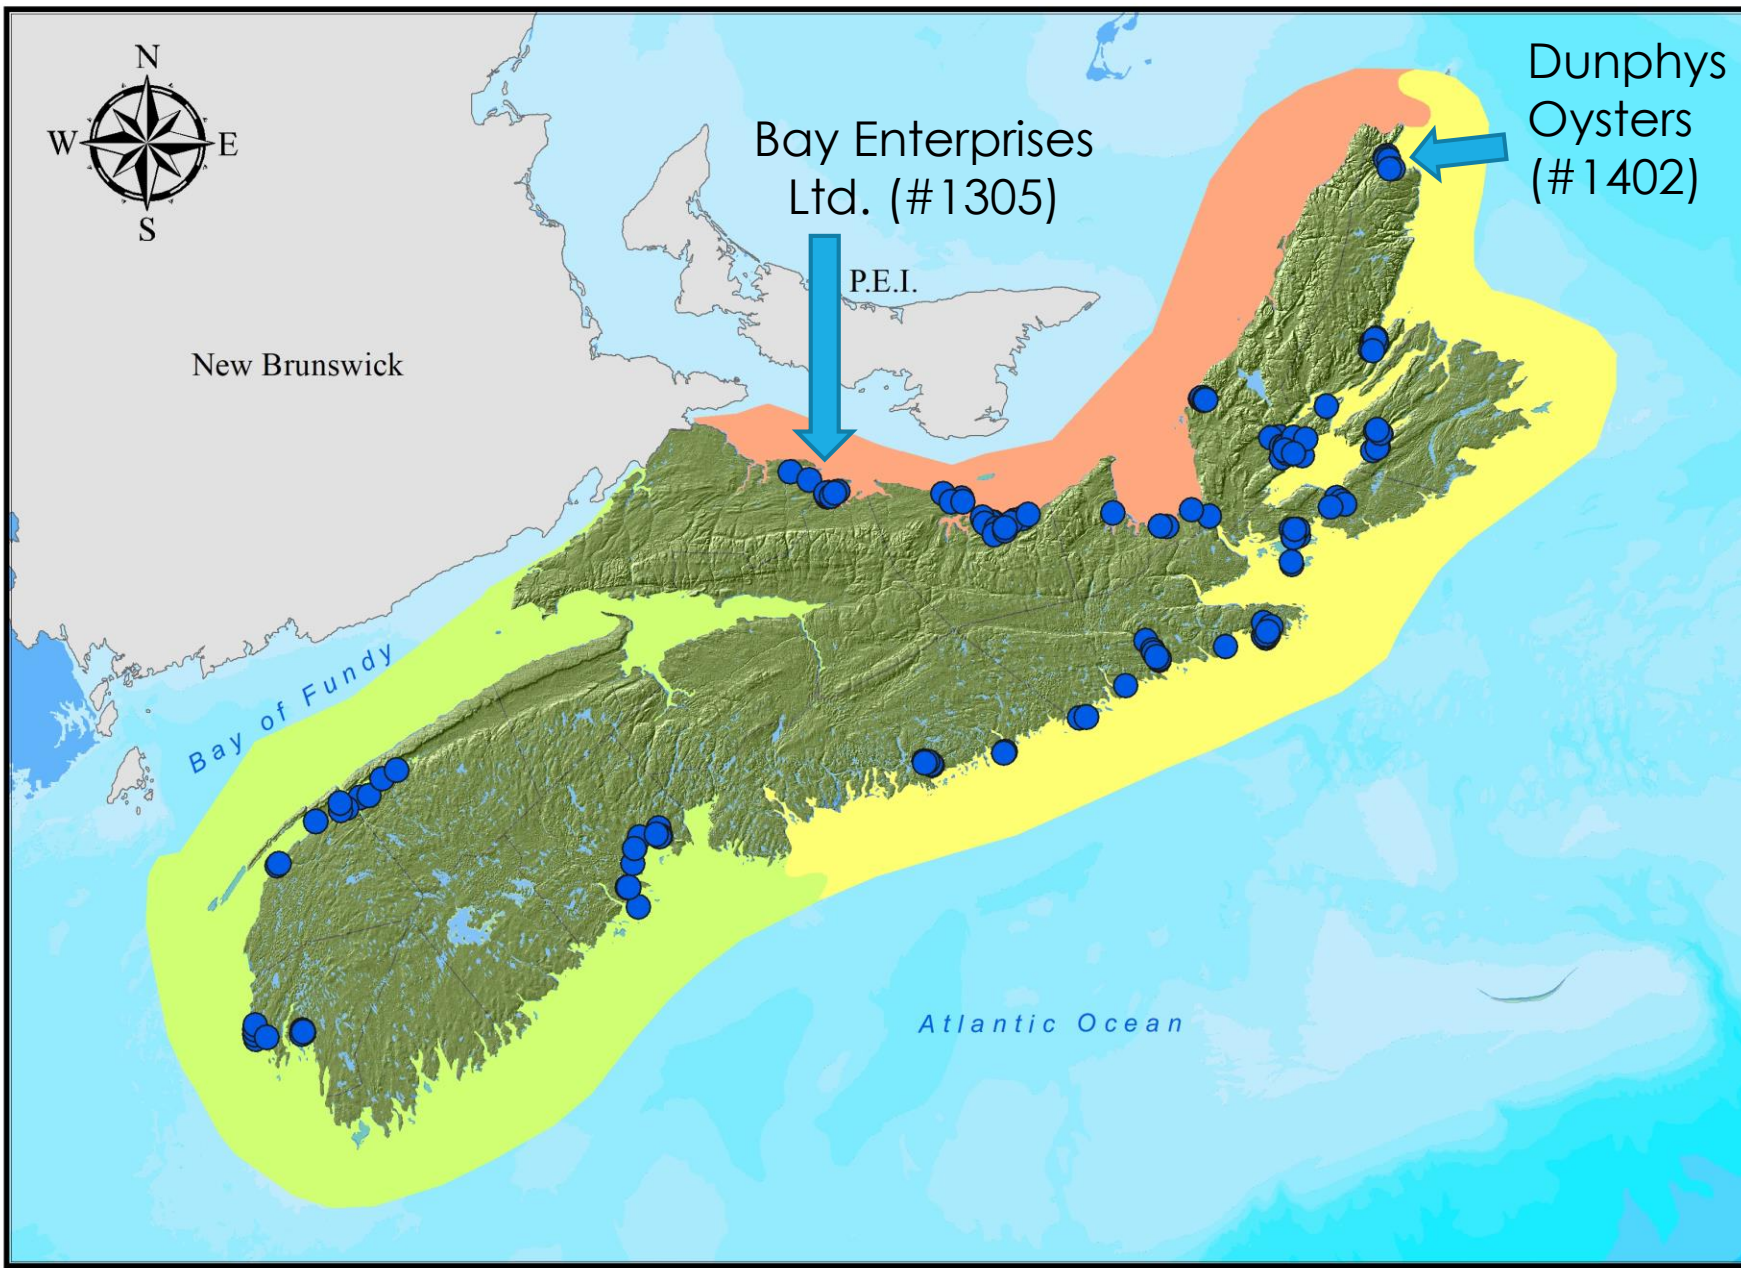 N
W
E
S
Bay Enterprises
Ltd. (#1305)
Dunphys
Oysters
(#1402)
P.E.I.
New Brunswick
Bay of Fundy
Atlantic Ocean